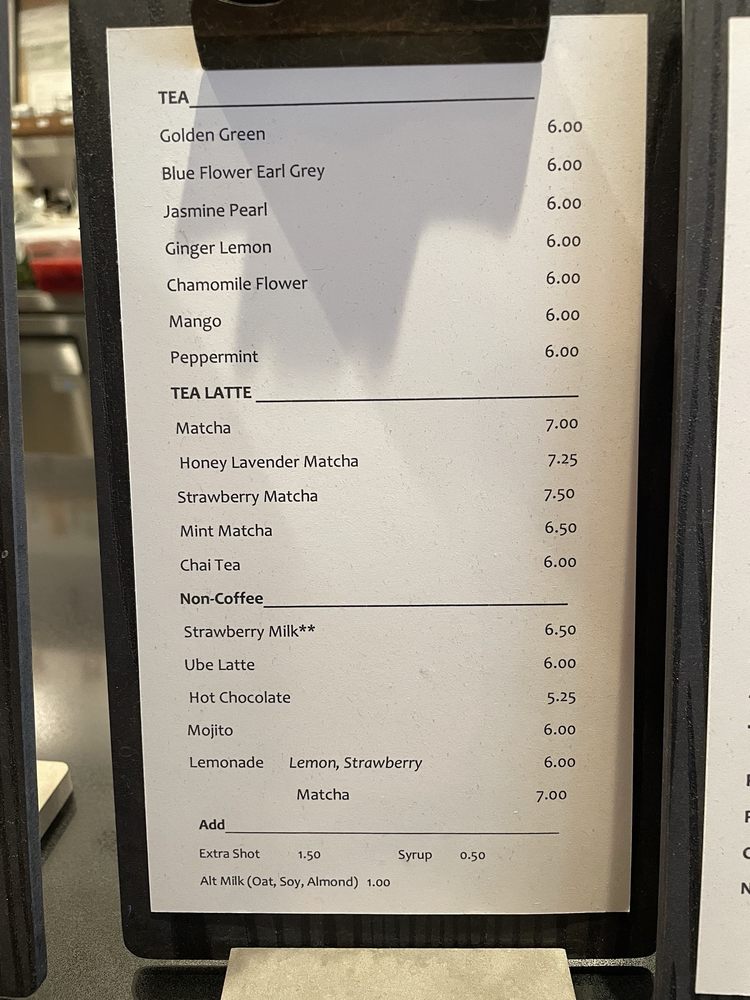 TEA
Golden Green 6.00
Blue Flower Earl Grey 6.00
Jasmine Pearl 6.00
Ginger Lemon 6.00
Chamomile Flower 6.00
Mango 6.00
Peppermint 6.00
TEA LATTE
Matcha 7.00
Honey Lavender Matcha 7.25
Strawberry Matcha 7.50
Mint Matcha 6.50
Chai Tea 6.00
Non-Coffee
Strawberry Milk** 6.50
Ube Latte 6.00
Hot Chocolate 5.25
Mojito 6.00
Lemonade Lemon, Strawberry 6.00
Matcha 7.00
Add
Extra Shot 1.50 Syrup 0.50
Alt Milk (Oat, Soy, Almond) 1.00